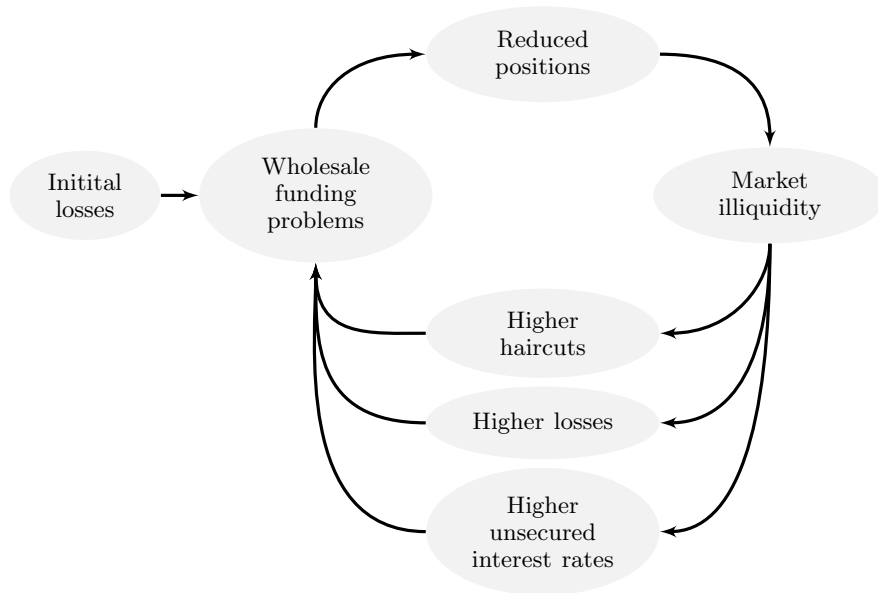 Reduced
positions
Initital
losses
Wholesale
funding
problems
Market
illiquidity
Higher
haircuts
Higher losses
Higher
unsecured
interest rates